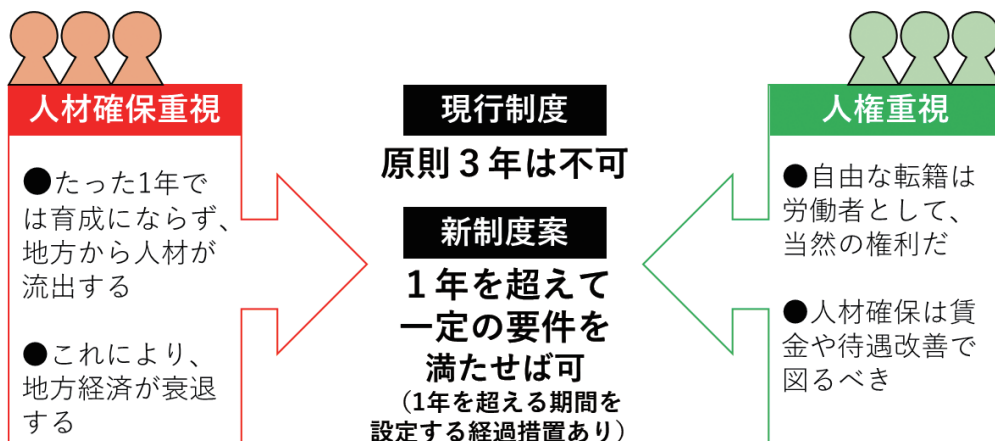 人材確保重視
●たった1年で
は育成にならず、
地方から人材が
流出する
●これにより、
地方経済が衰退
する
現行制度
原則３年は不可
新制度案
１年を超えて
一定の要件を
満たせば可
（1年を超える期間を
設定する経過措置あり）
人権重視
●自由な転籍は
労働者として、
当然の権利だ
●人材確保は賃
金や待遇改善で
図るべき